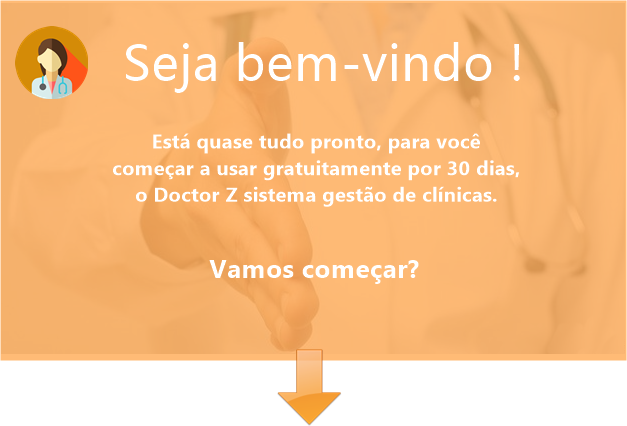 Seja bem-vindo !
Está quase tudo pronto, para você
começar a usar gratuitamente por 30 dias,
o Doctor Z sistema gestão de clínicas.
Vamos começar?